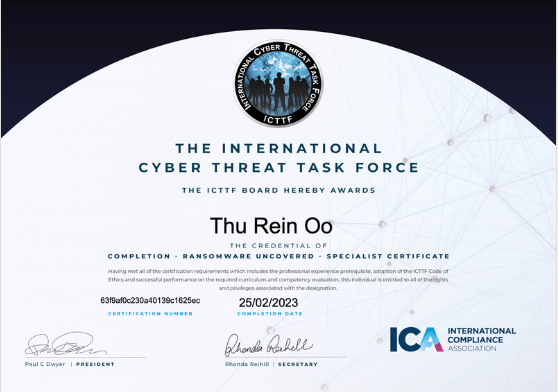 INTERNATIONAL CYBER THREAT TASK FORCE
ICTTF
THE INTERNATIONAL
CYBER THREAT TASK FORCE
THE ICTTF BOARD HEREBY AWARDS
Thu Rein Oo
THE CREDENTIAL OF
COMPLETION - RANSOMWARE UNCOVERED - SPECIALIST CERTIFICATE
Having met all of the certification requirements which includes the professional experience prerequisite, adoption of the ICTTF Code of
Ethics and successful performance on the required curriculum and competency evaluation, this individual is entitled to all of the rights
and privileges associated with the designation.
63f9af0c230a40139c1625ec 25/02/2023
CERTIFICATION NUMBER COMPLETION DATE
Rhonda Reihill
Paul C Dwyer | PRESIDENT Rhonda Reihill | SECRETARY
ICA INTERNATIONAL
COMPLIANCE
ASSOCIATION